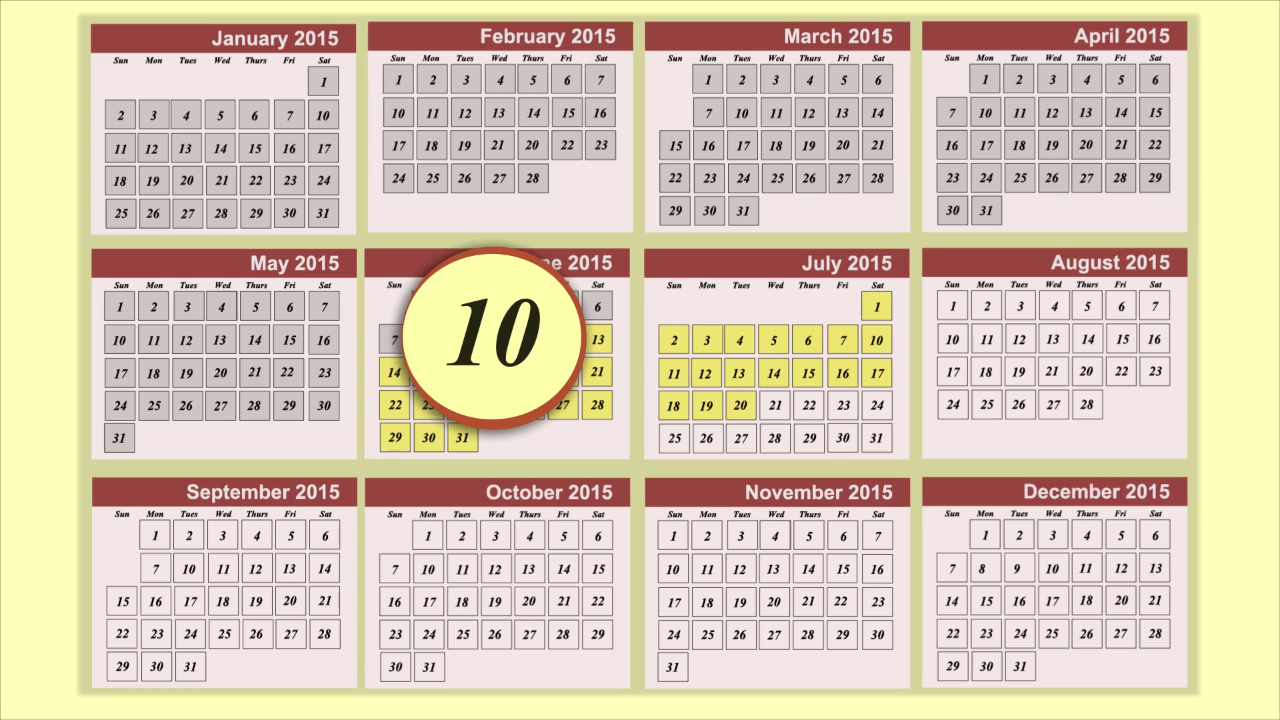 January 2015
Sun Mon Tues Wed Thurs Fri Sat
1
2 3 4 5 6 7 10
11 12 13 14 15 16 17
18 19 20 21 22 23 24
25 26 27 28 29 30 31
February 2015
Sun Mon Tues Wed Thurs Fri Sat
1 2 3 4 5 6 7
10 11 12 13 14 15 16
17 18 19 20 21 22 23
24 25 26 27 28
March 2015
Sun Mon Tues Wed Thurs Fri Sat
1 2 3 4 5 6
7 10 11 12 13 14
15 16 17 18 19 20 21
22 23 24 25 26 27 28
29 30 31
April 2015
Sun Mon Tues Wed Thurs Fri Sat
1 2 3 4 5 6
7 10 11 12 13 14 15
16 17 18 19 20 21 22
23 24 25 26 27 28 29
30 31
May 2015
Sun Mon Tues Wed Thurs Fri Sat
1 2 3 4 5 6 7
10 11 12 13 14 15 16
17 18 19 20 21 22 23
24 25 26 27 28 29 30
31
2015
Sun Sat
6
7 13
14 21
22 27 28
29 30 31
10
July 2015
Sun Mon Tues Wed Thurs Fri Sat
1
2 3 4 5 6 7 10
11 12 13 14 15 16 17
18 19 20 21 22 23 24
25 26 27 28 29 30 31
August 2015
Sun Mon Tues Wed Thurs Fri Sat
1 2 3 4 5 6 7
10 11 12 13 14 15 16
17 18 19 20 21 22 23
24 25 26 27 28
September 2015
Sun Mon Tues Wed Thurs Fri Sat
1 2 3 4 5 6
7 10 11 12 13 14
15 16 17 18 19 20 21
22 23 24 25 26 27 28
29 30 31
October 2015
Sun Mon Tues Wed Thurs Fri Sat
1 2 3 4 5 6
7 10 11 12 13 14 15
16 17 18 19 20 21 22
23 24 25 26 27 28 29
30 31
November 2015
Sun Mon Tues Wed Thurs Fri Sat
1 2 3 4 5 6 7
10 11 12 13 14 15 16
17 18 19 20 21 22 23
24 25 26 27 28 29 30
31
December 2015
Sun Mon Tues Wed Thurs Fri Sat
1 2 3 4 5 6
7 8 9 10 11 12 13
14 15 16 17 18 20 21
22 23 24 25 26 27 28
29 30 31